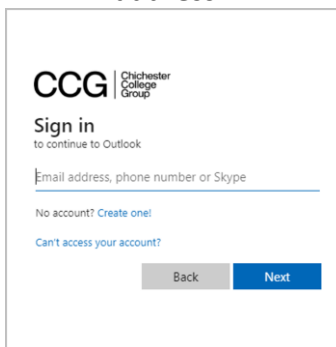 CCG Chichester
College
Group
Sign in
to continue to Outlook
Email address, phone number or Skype
No account? Create one!
Can't access your account?
Back Next